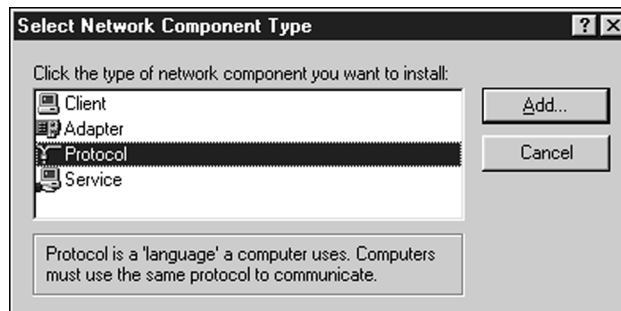 Select Network Component Type
Click the type of network component you want to install:
Client
Add...
Adapter
Protocol
Cancel
Service
Protocol is a 'language' a computer uses. Computers
must use the same protocol to communicate.